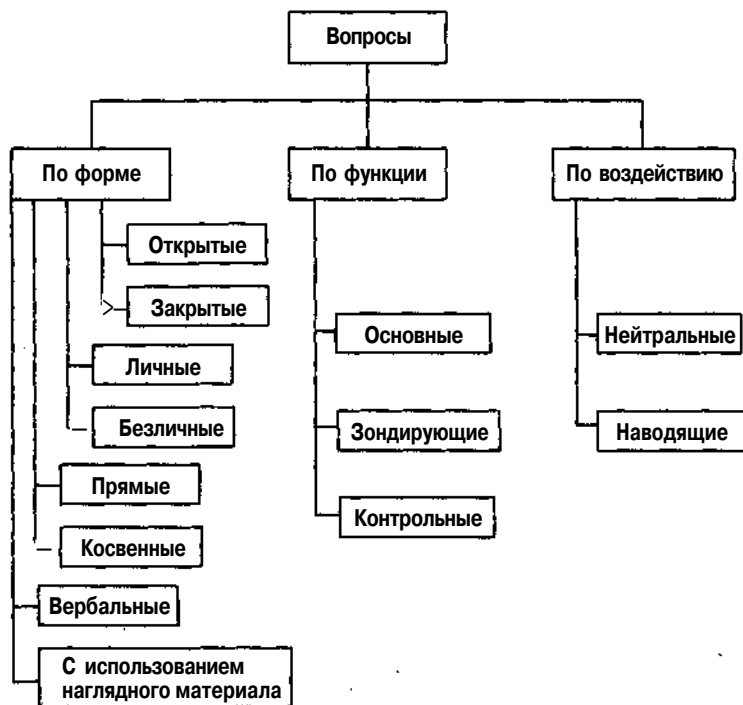 Вопросы
По форме
По функции
По воздействию
Открытые
Закрытые
Личные
Безличные
Прямые
Косвенные
Вербальные
С использованием
наглядного материала
Основные
Зондирующие
Контрольные
Нейтральные
Наводящие